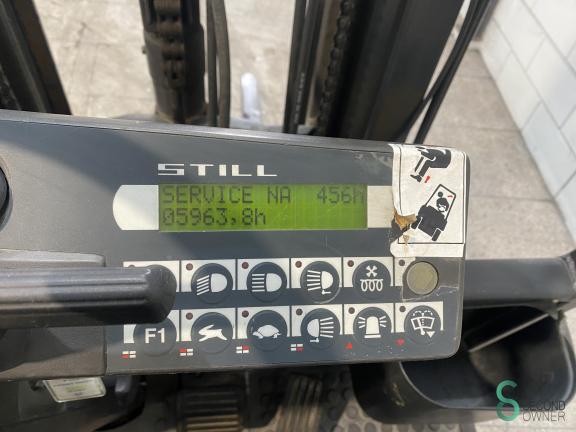 STILL
SERVICE NA 456h
05963,8h
F1
SECOND
OWNER